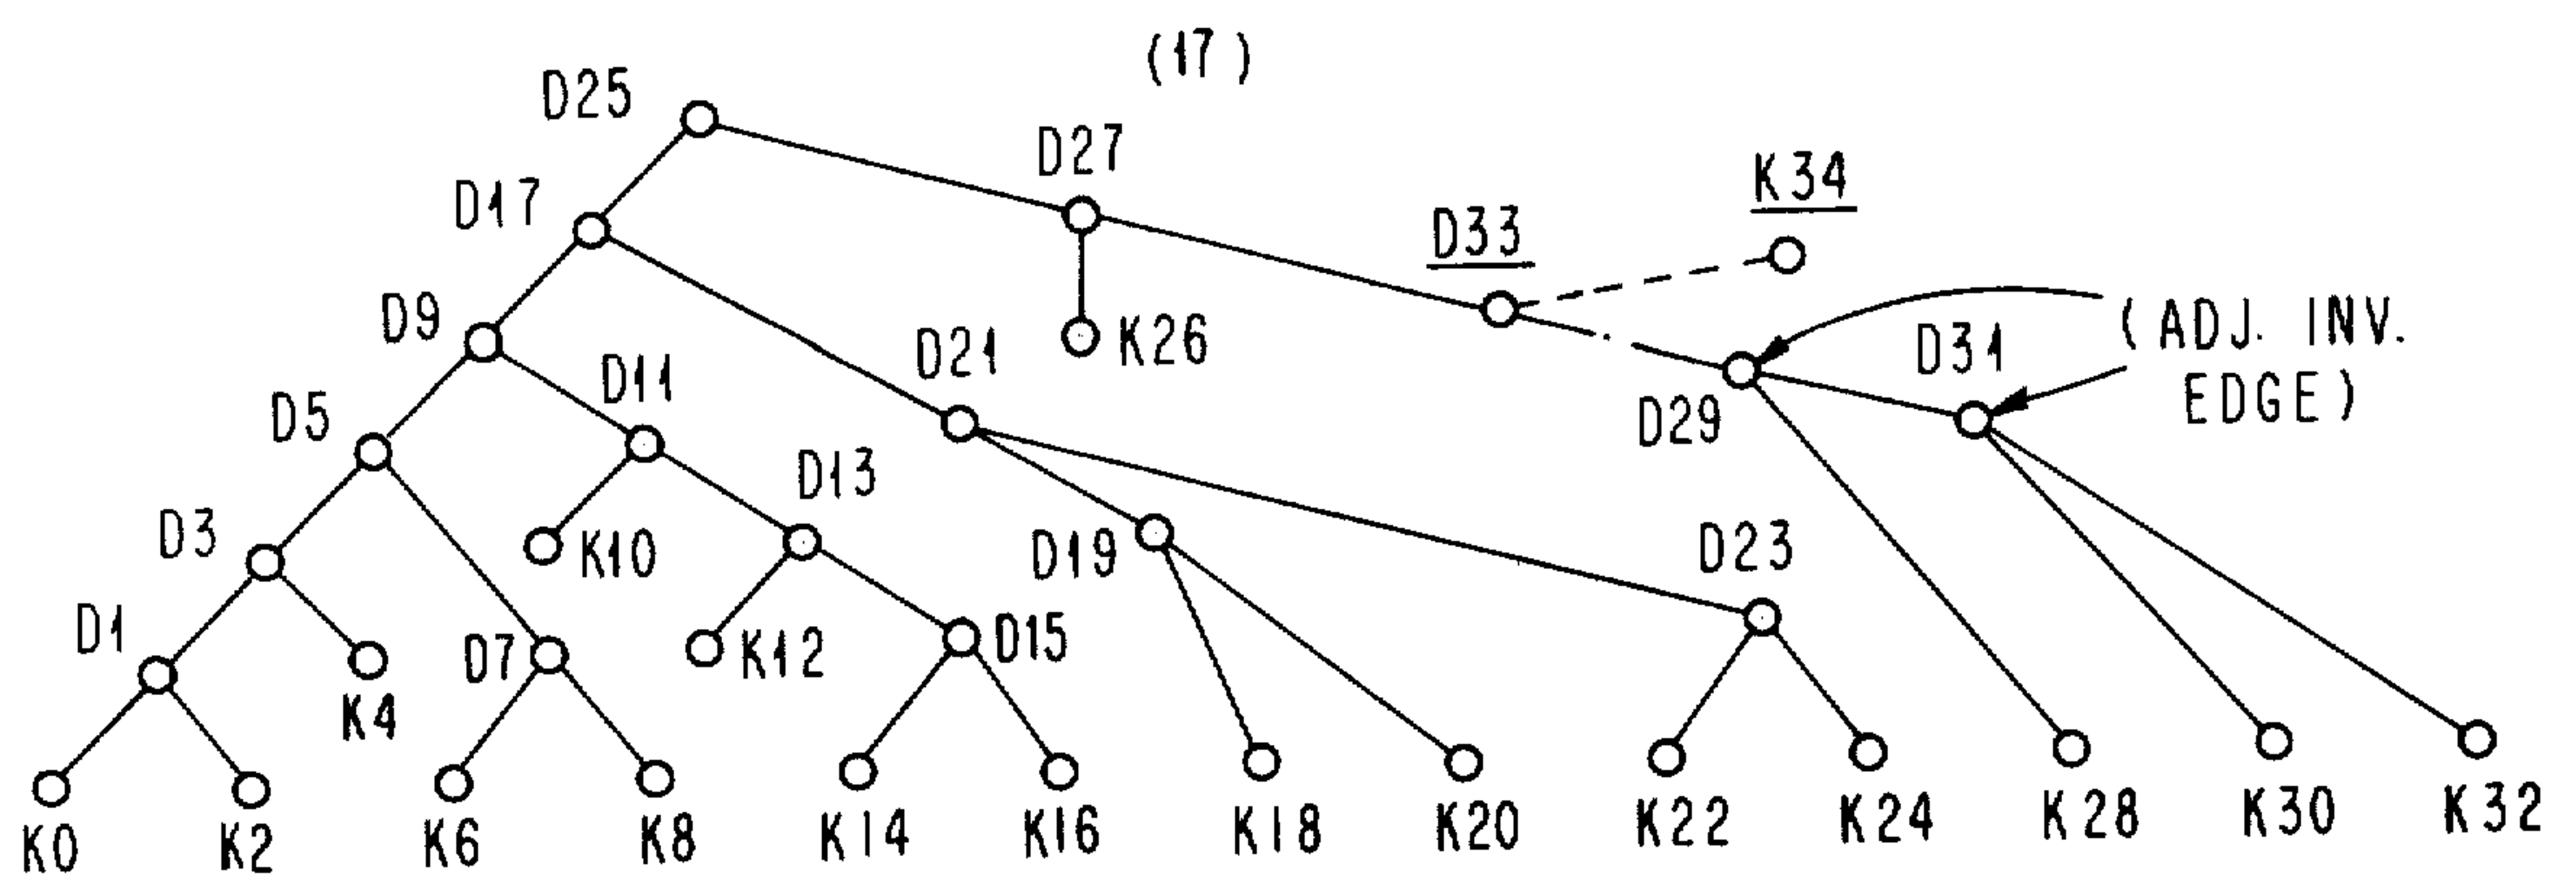 (17)
D25
D27
K34
D17
D33
D9
K26
D21
D31
(ADJ. INV.
EDGE)
D11
D5
D29
D13
D3
K10
D19
D23
D1
K4
D7
K12
D15
K0
K2
K6
K8
K14
K16
K18
K20
K22
K24
K28
K30
K32